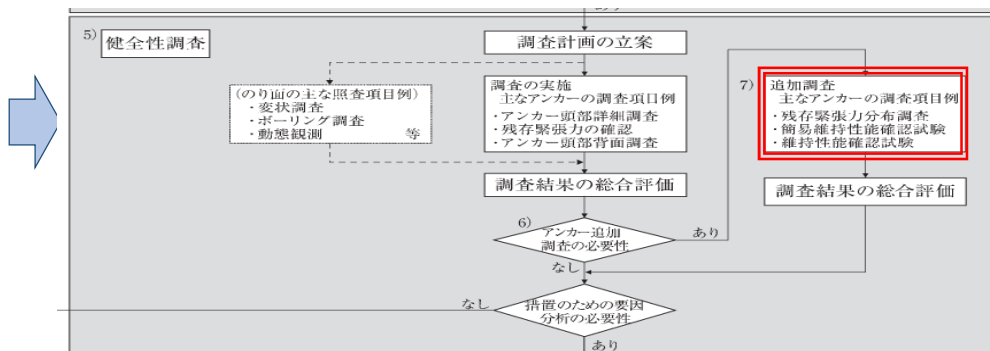 あり
5)
健全性調査
調査計画の立案
(のり面の主な照査項目例)
・変状調査
・ボーリング調査
・動態観測 等
調査の実施
主なアンカーの調査項目例
・アンカー頭部詳細調査
・残存緊張力の確認
・アンカー頭部背面調査
7)
追加調査
主なアンカーの調査項目例
・残存緊張力分布調査
・簡易維持性能確認試験
・維持性能確認試験
調査結果の総合評価
調査結果の総合評価
6)
アンカー追加
調査の必要性
あり
なし
なし
措置のための要因
分析の必要性
あり